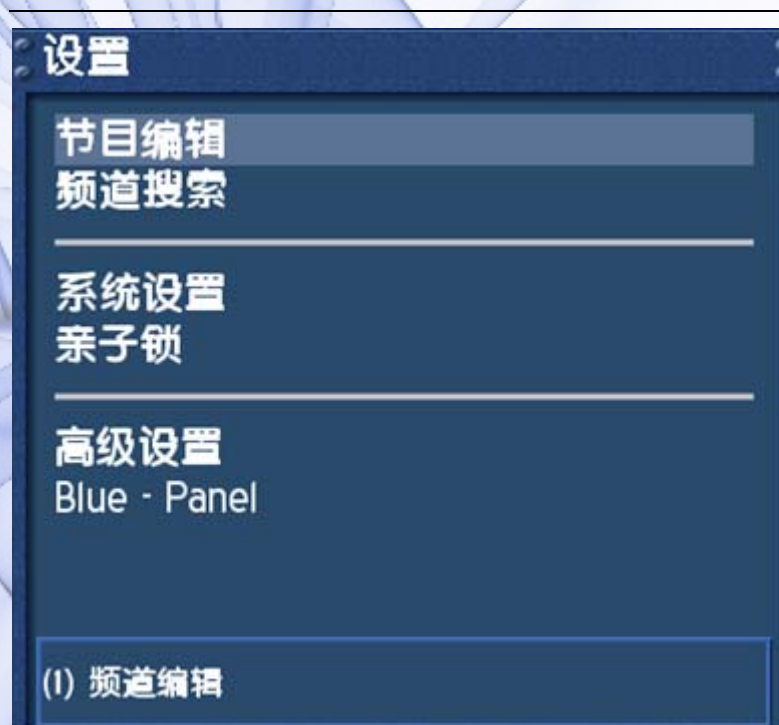 设置
节目编辑
频道搜索
系统设置
亲子锁
高级设置
Blue - Panel
(1) 频道编辑